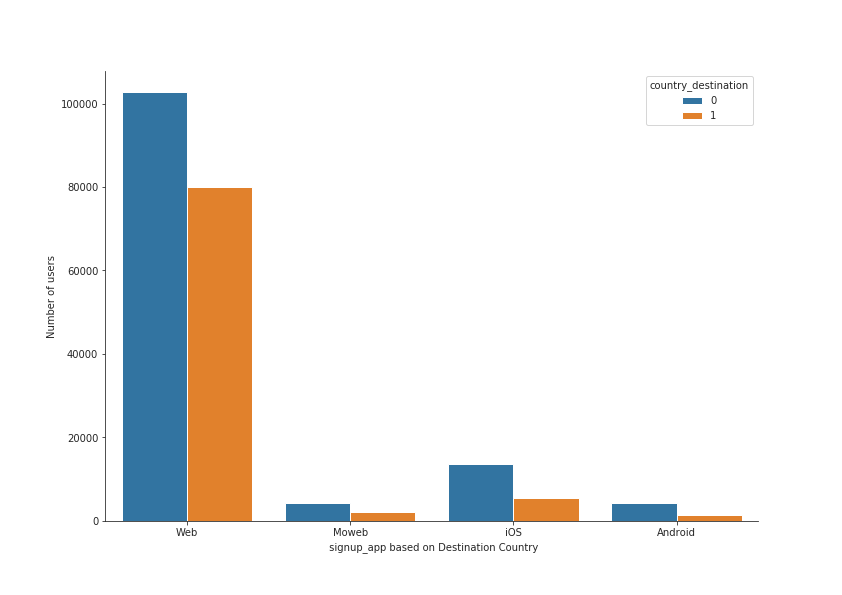 country_destination
0
1
100000
80000
60000
40000
20000
0
Number of users
Web
Moweb
iOS
Android
signup_app based on Destination Country